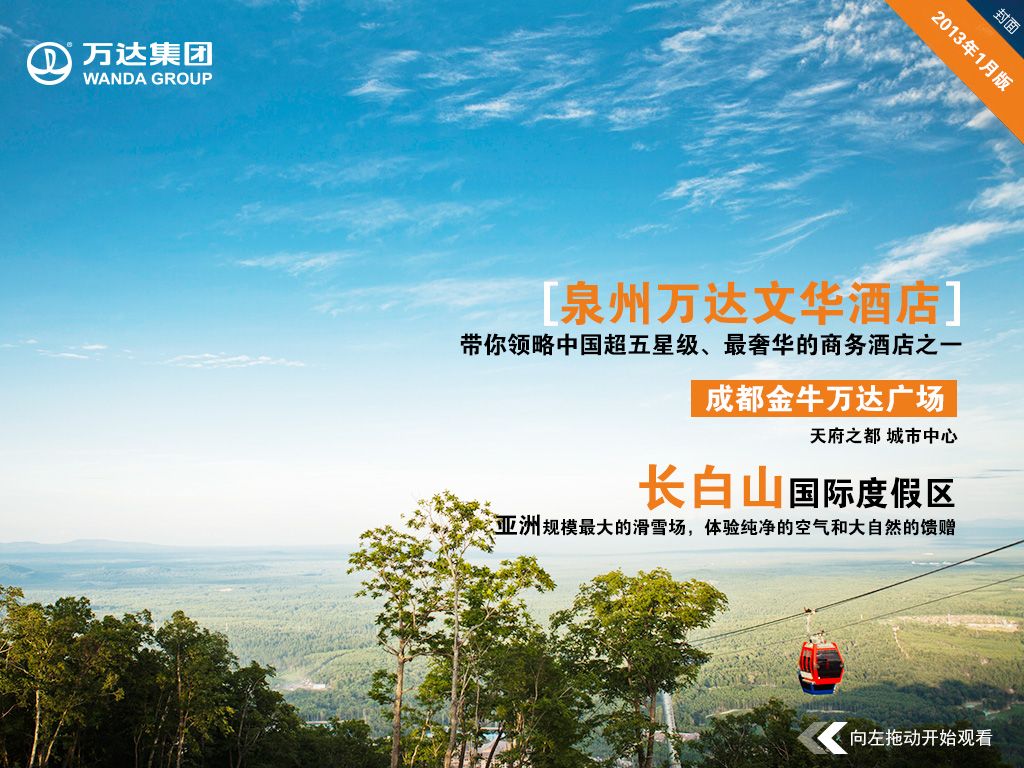 万达集团
WANDA GROUP
封面
2013年1月版
[泉州万达文华酒店]
带你领略中国超五星级、最奢华的商务酒店之一
成都金牛万达广场
天府之都 城市中心
长白山国际度假区
亚洲规模最大的滑雪场，体验纯净的空气和大自然的馈赠
向左拖动开始观看